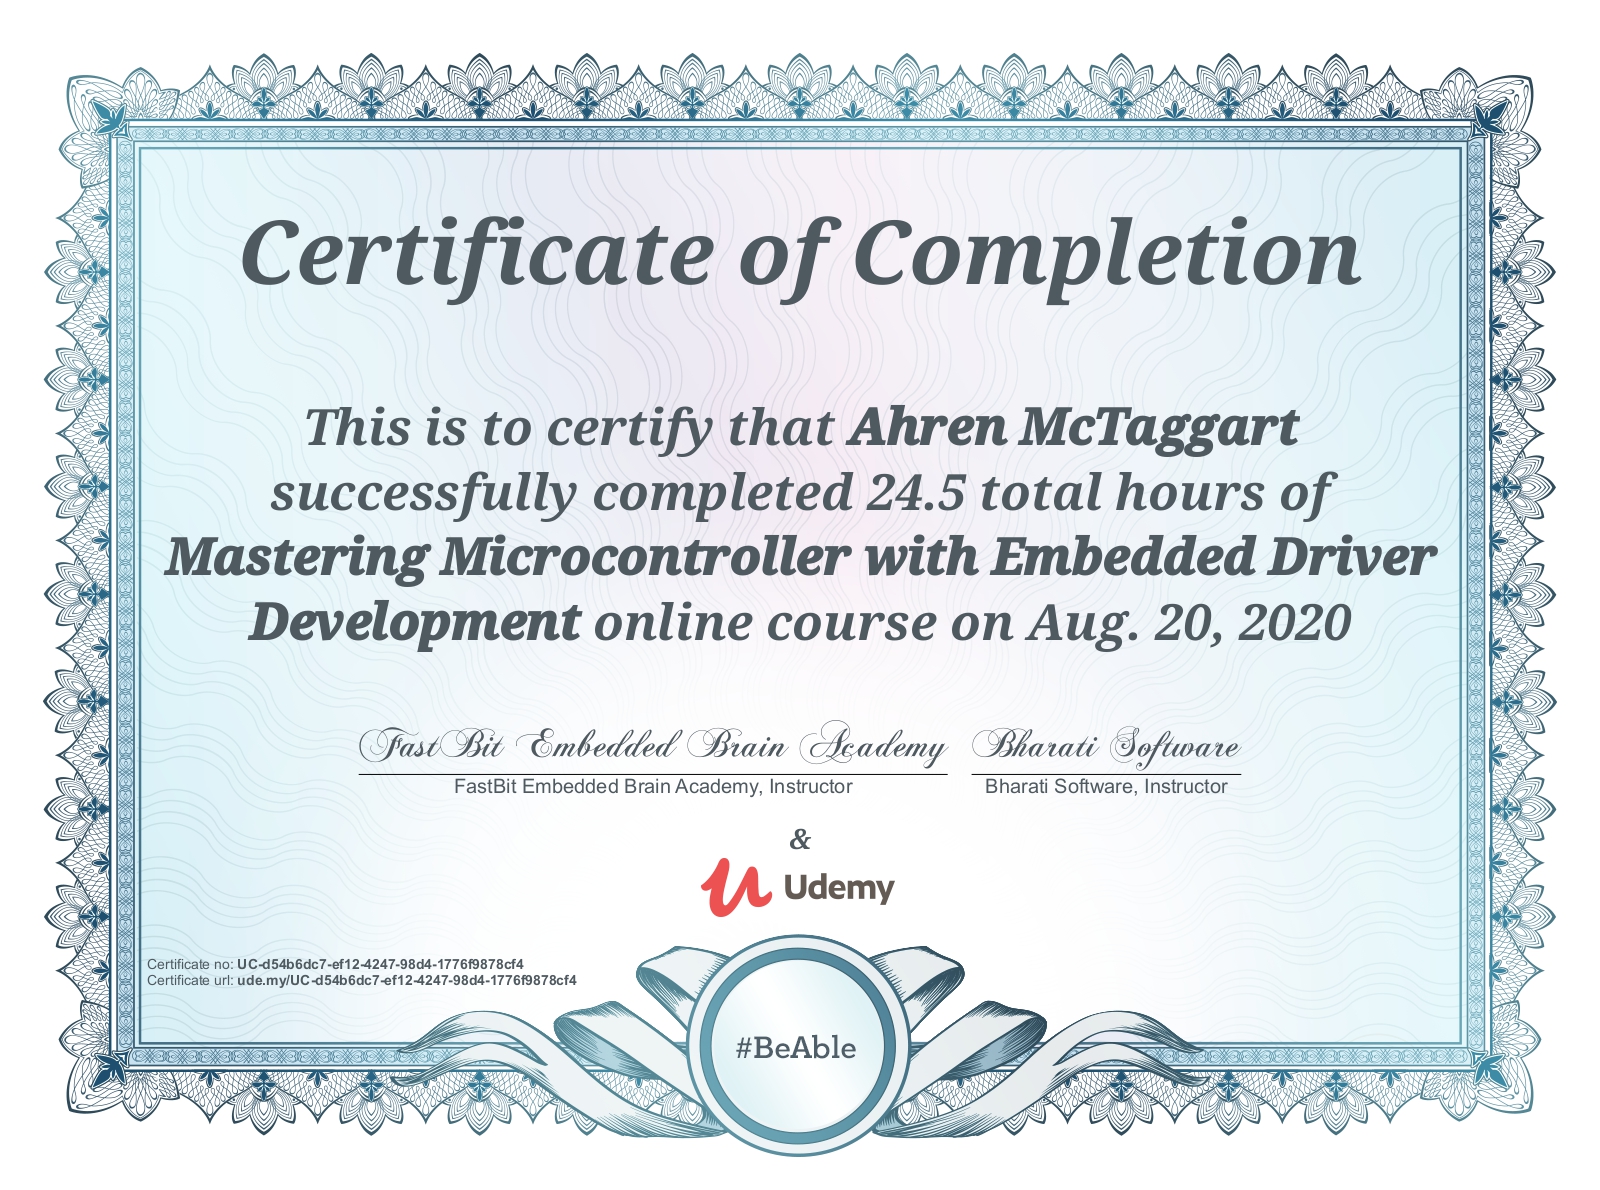 Certificate of Completion
This is to certify that Ahren McTaggart
successfully completed 24.5 total hours of
Mastering Microcontroller with Embedded Driver
Development online course on Aug. 20, 2020
FastBit Embedded Brain Academy Bharati Software
FastBit Embedded Brain Academy, Instructor Bharati Software, Instructor
&
Udemy
Certificate no: UC-d54b6dc7-ef12-4247-98d4-1776f9878cf4
Certificate url: ude.my/UC-d54b6dc7-ef12-4247-98d4-1776f9878cf4
#BeAble